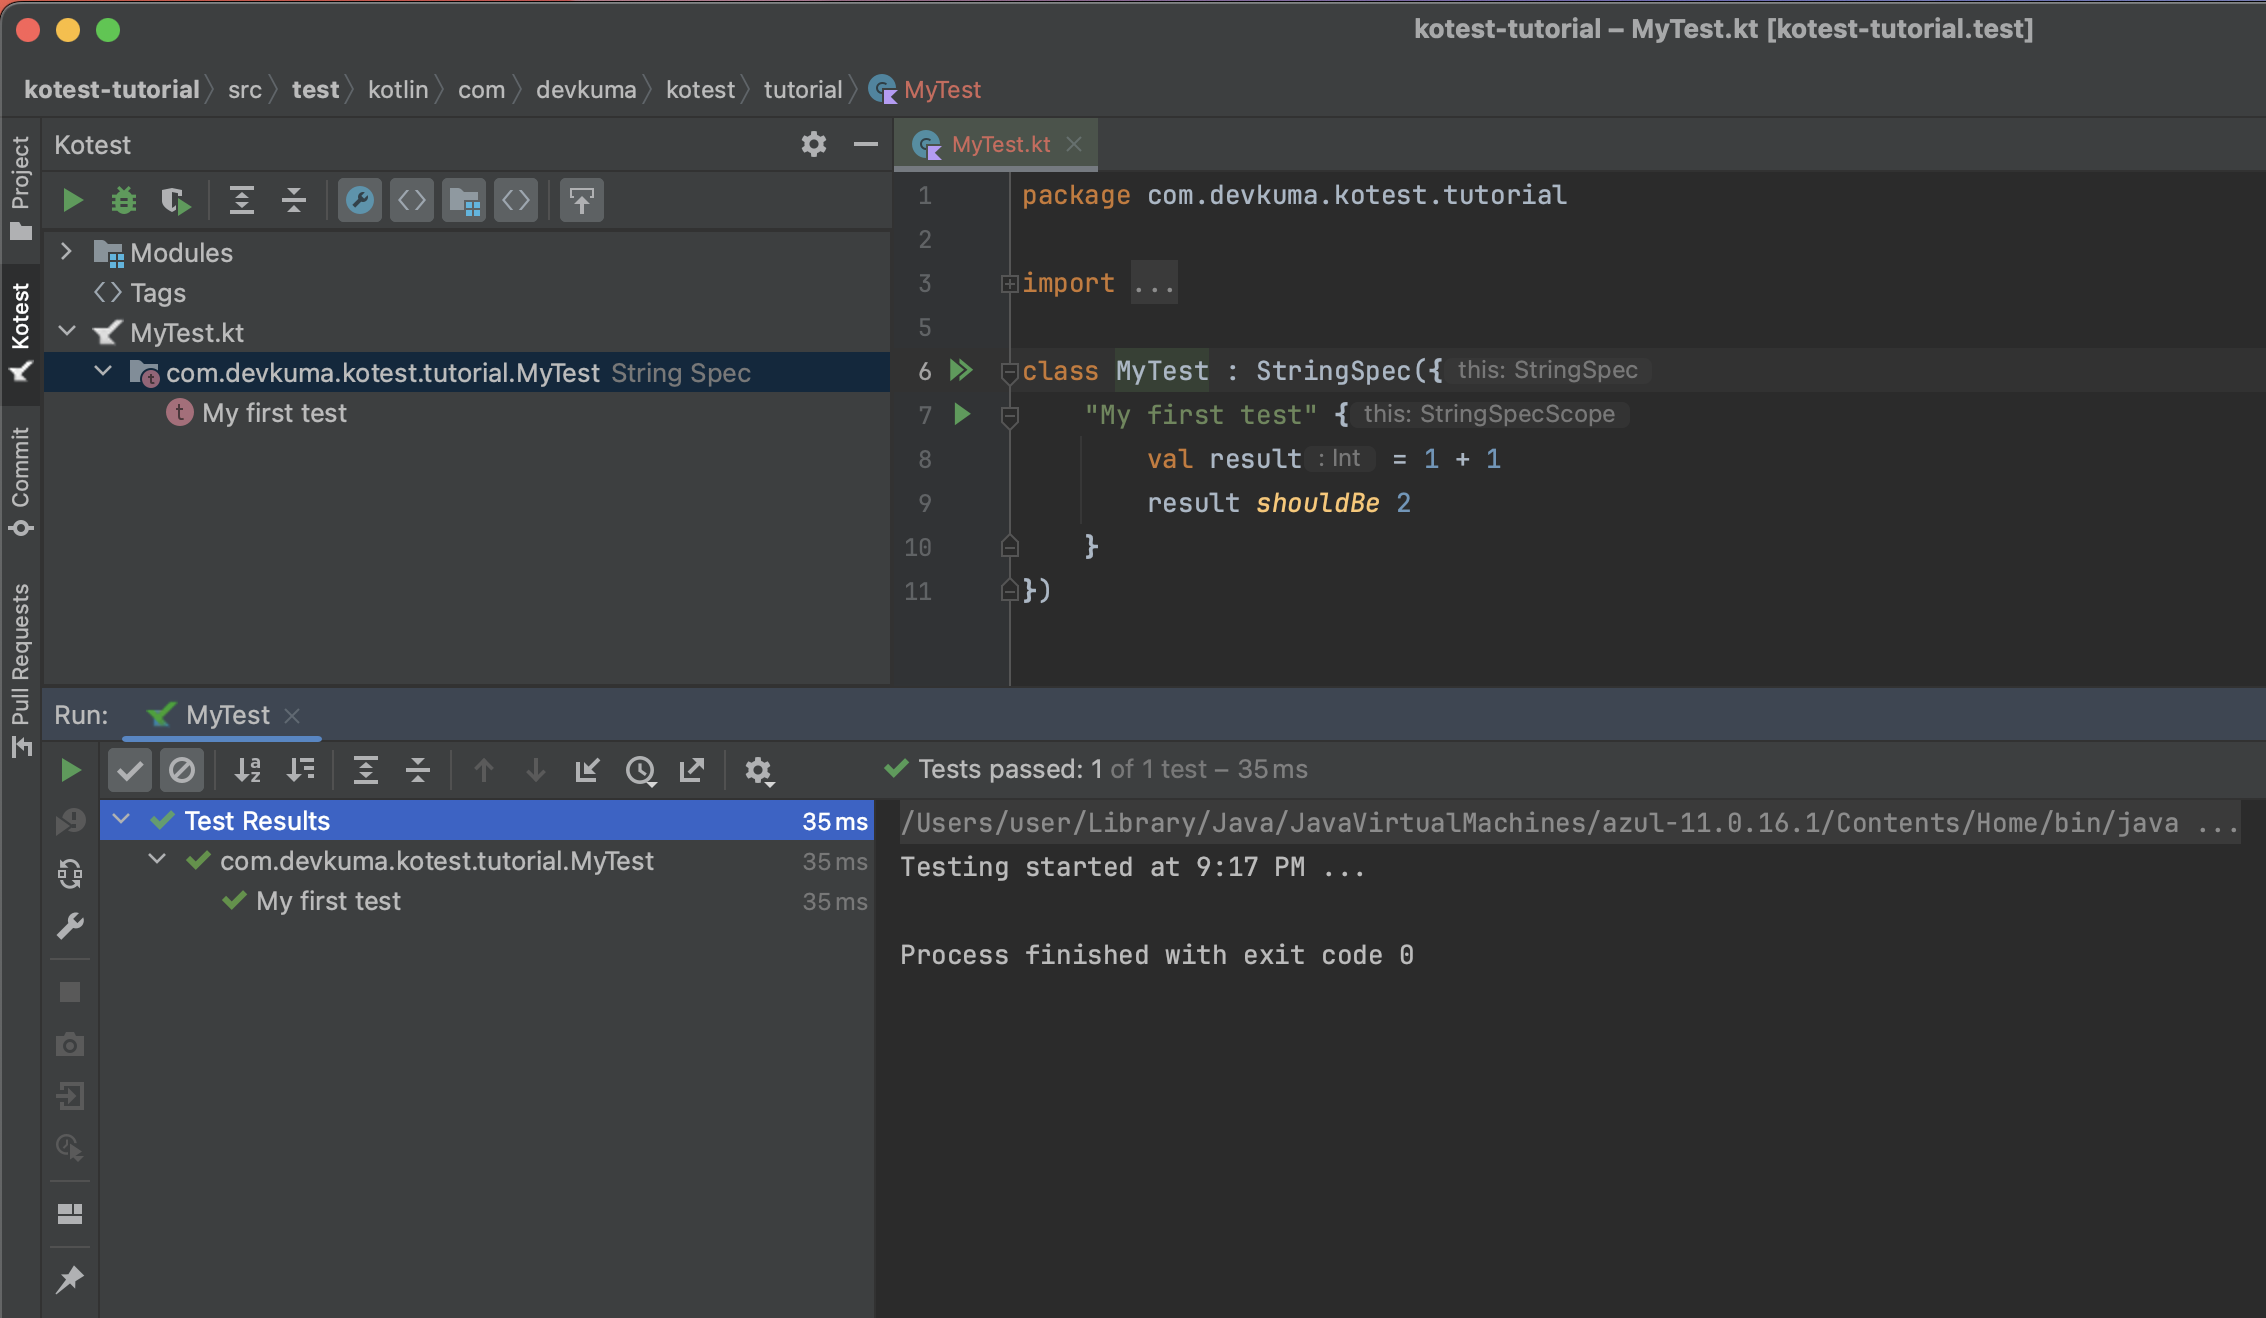 kotest-tutorial – MyTest.kt [kotest-tutorial.test]
kotest-tutorial src test kotlin com devkuma kotest tutorial MyTest
Project
Kotest
Commit
Pull Requests
Kotest
Modules
Tags
MyTest.kt
com.devkuma.kotest.tutorial.MyTest String Spec
My first test
MyTest.kt
1 package com.devkuma.kotest.tutorial
2
3 import ...
5
6 class MyTest : StringSpec({ this: StringSpec
7 "My first test" { this: StringSpecScope
8 val result : Int = 1 + 1
9 result shouldBe 2
10 }
11 })
Run: MyTest
Tests passed: 1 of 1 test – 35 ms
Test Results 35 ms
com.devkuma.kotest.tutorial.MyTest 35 ms
My first test 35 ms
/Users/user/Library/Java/JavaVirtualMachines/azul-11.0.16.1/Contents/Home/bin/java ...
Testing started at 9:17 PM ...
Process finished with exit code 0